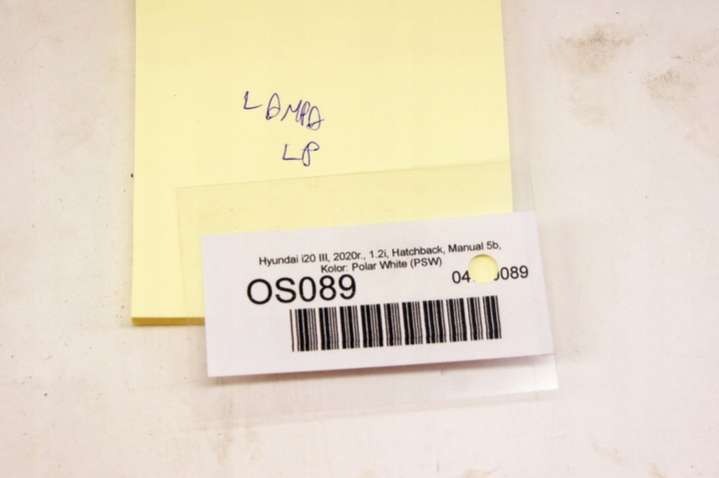 LAMPA
LP
Hyundai i20 III, 2020r., 1.2i, Hatchback, Manual 5b,
Kolor: Polar White (PSW)
OS089